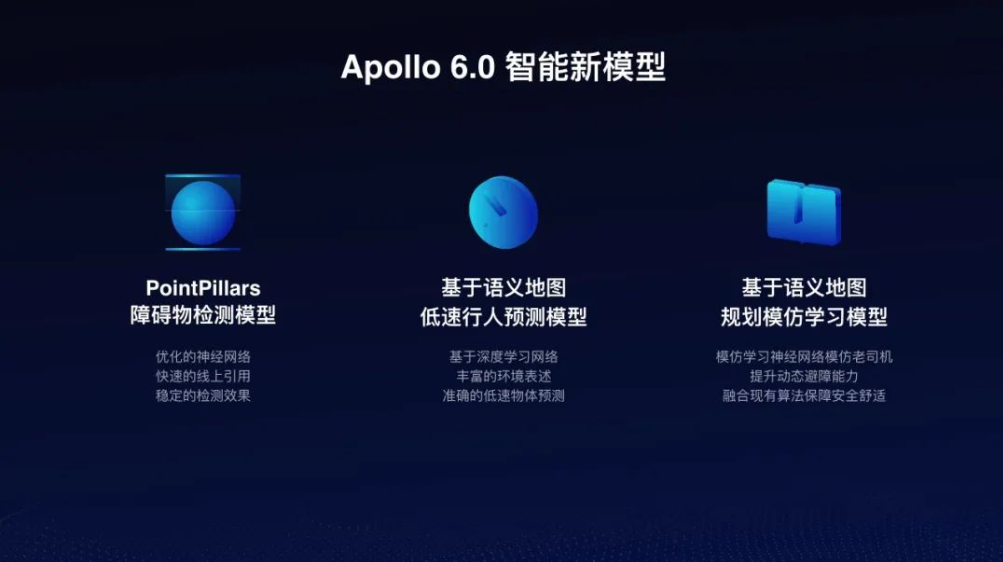 Apollo 6.0 智能新模型
PointPillars
障碍物检测模型
优化的神经网络
快速的线上引用
稳定的检测效果
基于语义地图
低速行人预测模型
基于深度学习网络
丰富的环境表述
准确的低速物体预测
基于语义地图
规划模仿学习模型
模仿学习神经网络模仿老司机
提升动态避障能力
融合现有算法保障安全舒适